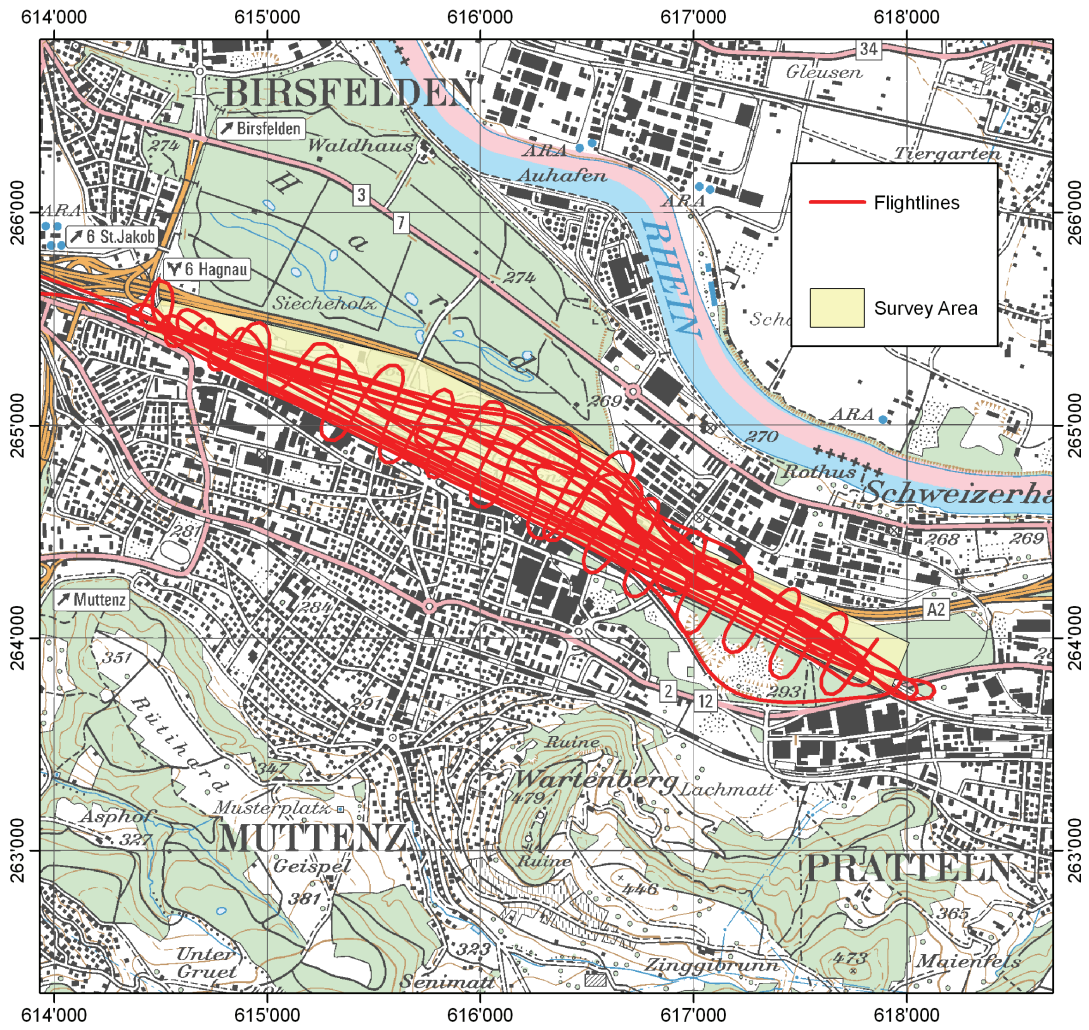 614'000 615'000 616'000 617'000 618'000
34
Gleusen
BIRSFELDEN
Birsfelden
274
Waldhaus
ARA
Auhafen
Tiergarten
H
3
ARA
266'000
266'000
Flightlines
ARA
7
a
6 St.Jakob
RHEIN
6 Hagnau
r
274
Siecheholz
Survey Area
d
269
265'000
265'000
ARA
270
Rothus
Schweizerha
281
268
269
Muttenz
284
A2
264'000
264'000
351
293
2
12
297
Rütihard
Ruine
347
Wartenberg
Lachmatt
479
Musterplatz
Asphof
327
MUTTENZ
263'000
263'000
Geispel
Ruine
PRATTELN
446
381
365
323
Unter
Gruet
Zinggibrunn
473
Maienfels
Senimatt
614'000 615'000 616'000 617'000 618'000